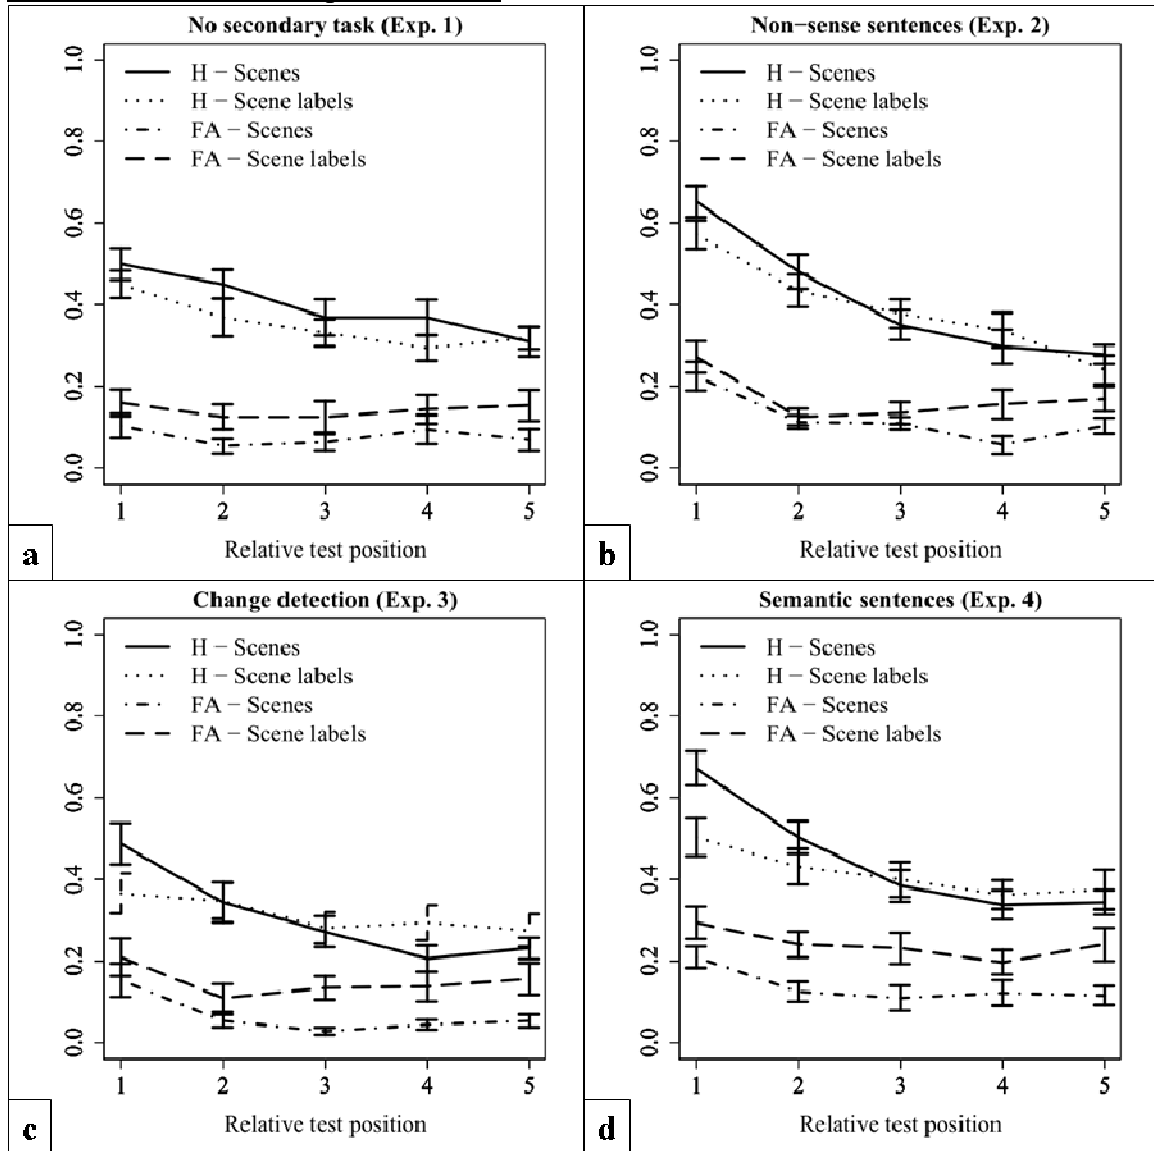 No secondary task (Exp. 1)
H − Scenes
H − Scene labels
FA − Scenes
FA − Scene labels
1.0
0.8
0.6
0.4
0.2
0.0
1 2 3 4 5
Relative test position
a
Non−sense sentences (Exp. 2)
H − Scenes
H − Scene labels
FA − Scenes
FA − Scene labels
1.0
0.8
0.6
0.4
0.2
0.0
1 2 3 4 5
Relative test position
b
Change detection (Exp. 3)
H − Scenes
H − Scene labels
FA − Scenes
FA − Scene labels
1.0
0.8
0.6
0.4
0.2
0.0
1 2 3 4 5
Relative test position
c
Semantic sentences (Exp. 4)
H − Scenes
H − Scene labels
FA − Scenes
FA − Scene labels
1.0
0.8
0.6
0.4
0.2
0.0
1 2 3 4 5
Relative test position
d